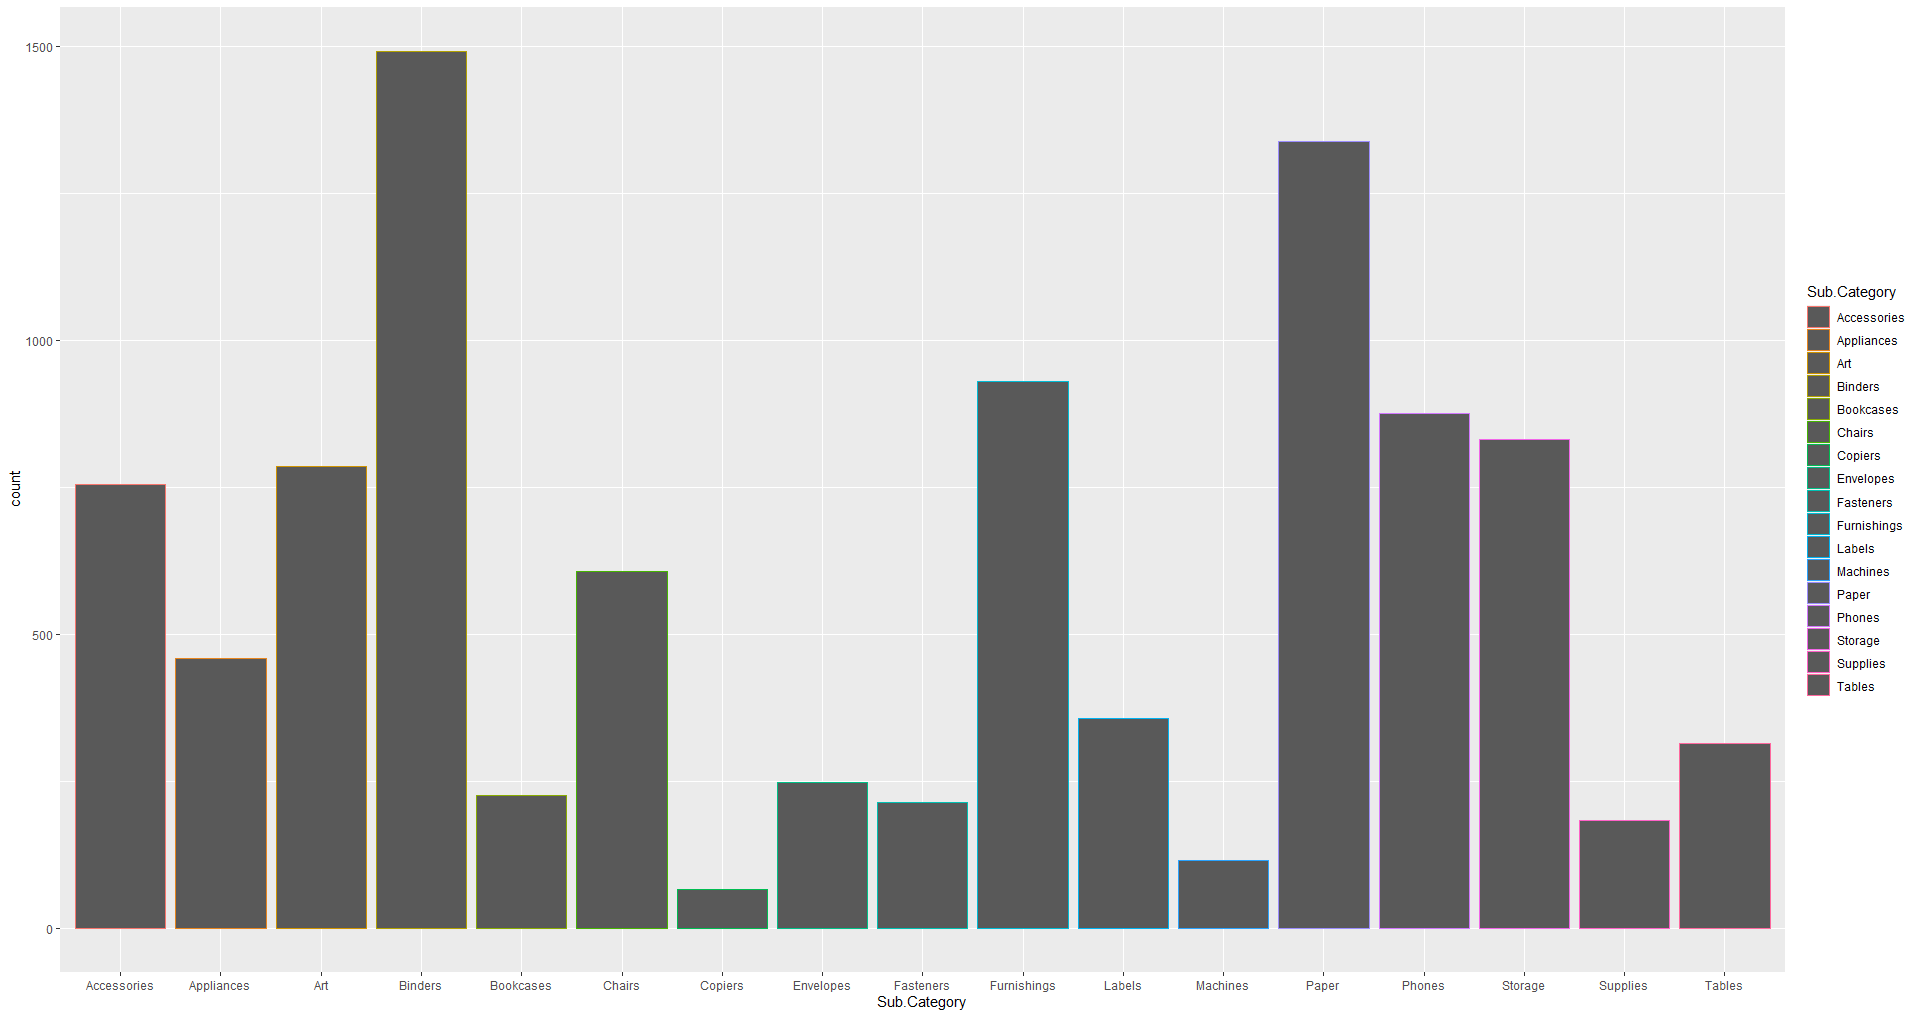 1500
1000
500
0
count
Accessories Appliances Art Binders Bookcases Chairs Copiers Envelopes Fasteners Furnishings Labels Machines Paper Phones Storage Supplies Tables
Sub.Category
Sub.Category
Accessories
Appliances
Art
Binders
Bookcases
Chairs
Copiers
Envelopes
Fasteners
Furnishings
Labels
Machines
Paper
Phones
Storage
Supplies
Tables